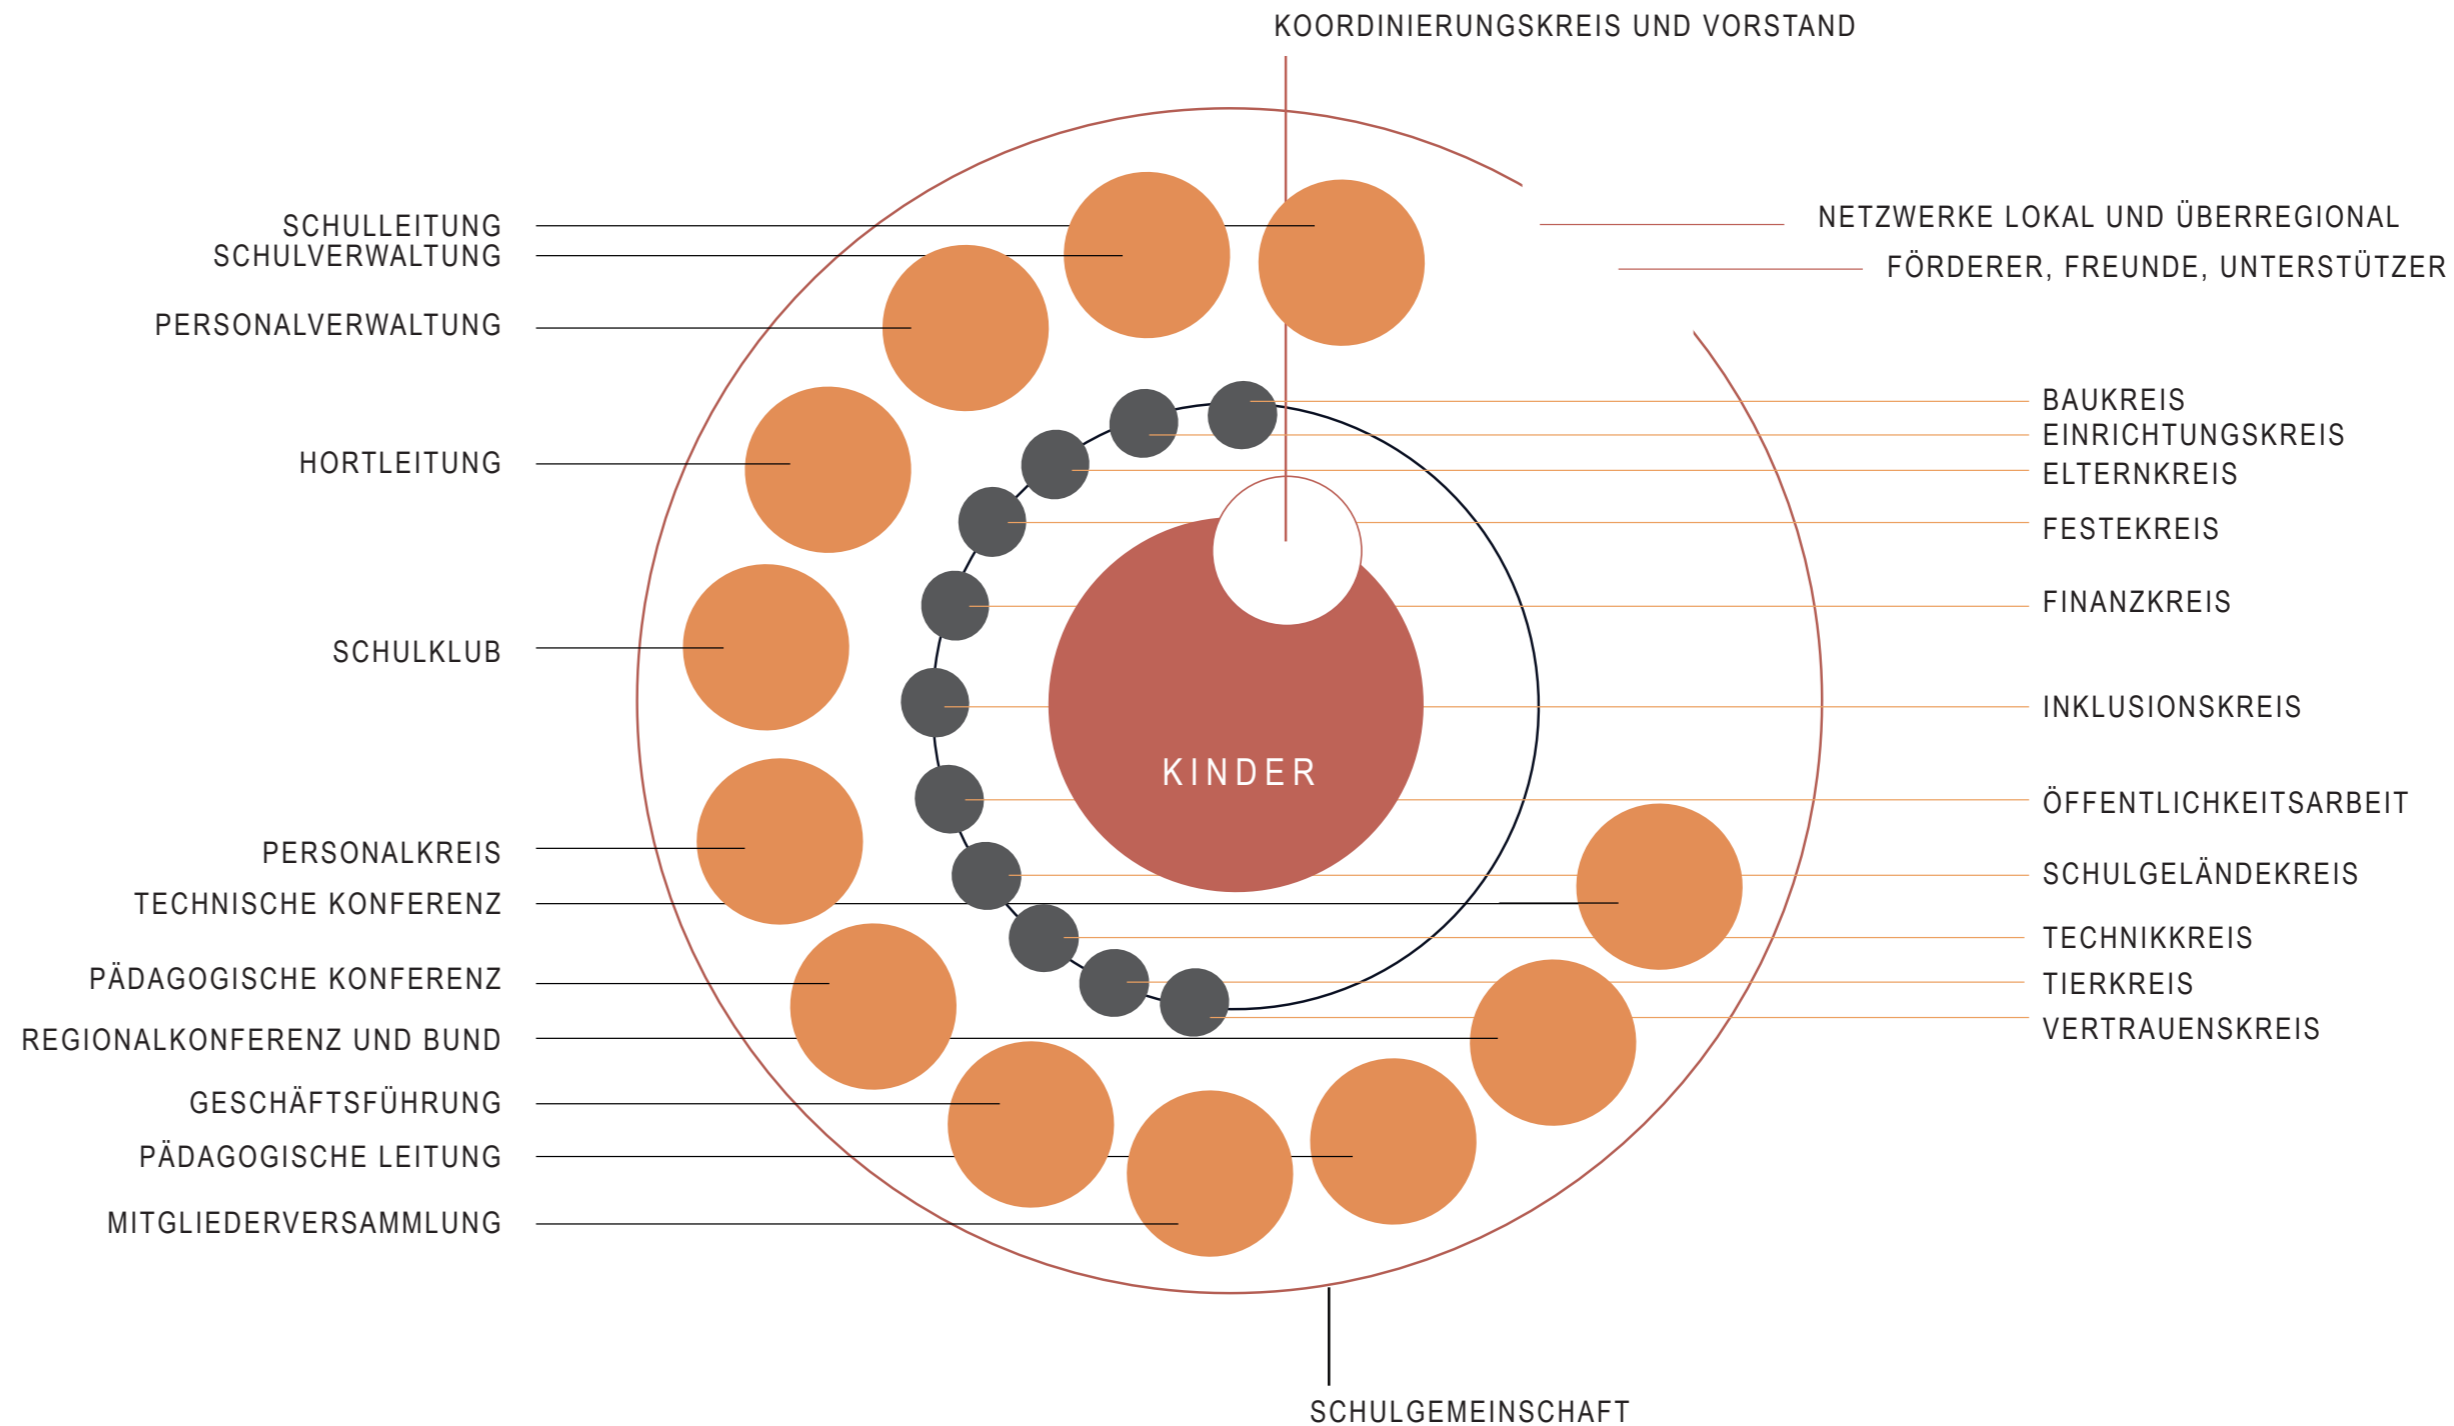 KOORDINIERUNGSKREIS UND VORSTAND
SCHULLEITUNG
SCHULVERWALTUNG
PERSONALVERWALTUNG
HORTLEITUNG
SCHULKLUB
PERSONALKREIS
TECHNISCHE KONFERENZ
PÄDAGOGISCHE KONFERENZ
REGIONALKONFERENZ UND BUND
GESCHÄFTSFÜHRUNG
PÄDAGOGISCHE LEITUNG
MITGLIEDERVERSAMMLUNG
KINDER
NETZWERKE LOKAL UND ÜBERREGIONAL
FÖRDERER, FREUNDE, UNTERSTÜTZER
BAUKREIS
EINRICHTUNGSKREIS
ELTERNKREIS
FESTEKREIS
FINANZKREIS
INKLUSIONSKREIS
ÖFFENTLICHKEITSARBEIT
SCHULGELÄNDEKREIS
TECHNIKKREIS
TIERKREIS
VERTRAUENSKREIS
SCHULGEMEINSCHAFT